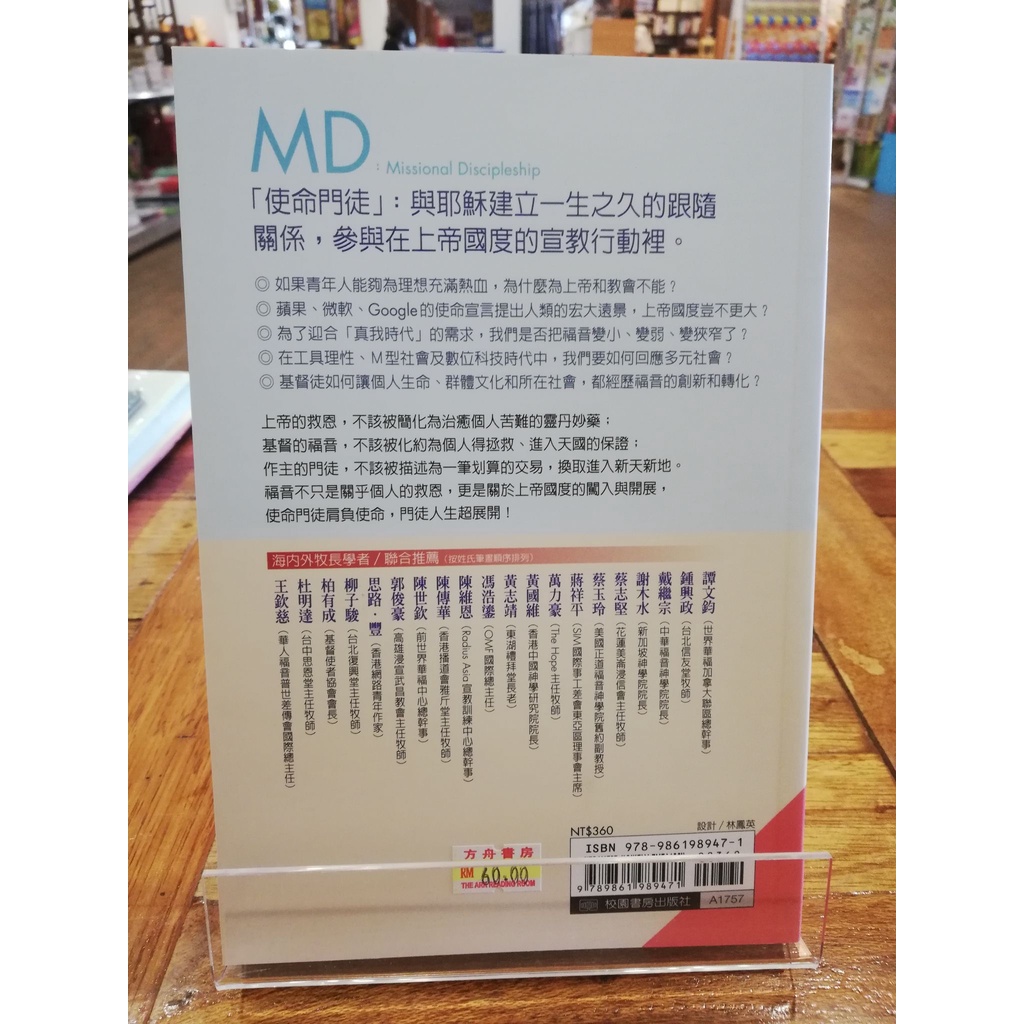 MD
: Missional Discipleship
「使命門徒」：與耶穌建立一生之久的跟隨
關係，參與在上帝國度的宣教行動裡。
◎ 如果青年人能夠為理想充滿熱血，為什麼為上帝和教會不能？
◎ 蘋果、微軟、Google的使命宣言提出人類的宏大遠景，上帝國度豈不更大？
◎ 為了迎合「真我時代」的需求，我們是否把福音變小、變弱、變狹窄了？
◎ 在工具理性、M型社會及數位科技時代中，我們要如何回應多元社會？
◎ 基督徒如何讓個人生命、群體文化和所在社會，都經歷福音的創新和轉化？
上帝的救恩，不該被簡化為治癒個人苦難的靈丹妙藥；
基督的福音，不該被化約為個人得拯救、進入天國的保證；
作主的門徒，不該被描述為一筆划算的交易，換取進入新天新地。
福音不只是關乎個人的救恩，更是關於上帝國度的闖入與開展，
使命門徒肩負使命，門徒人生超展開！
海內外牧長學者/聯合推薦（按姓氏筆畫順序排列）
譚文鈞（世界華福加拿大聯區總幹事）
鍾興政（台北信友堂牧師）
戴繼宗（中華福音神學院院長）
謝木水（新加坡神學院院長）
蔡志堅（花蓮美崙浸信會主任牧師）
蔡玉玲（美國正道福音神學院舊約副教授）
蔣祥平（SIM國際事工差會東亞區理事會主席）
萬力豪（The Hope主任牧師）
黃國維（香港中國神學研究院院長）
黃志靖（東湖禮拜堂長老）
馮浩鎏（OMF國際總主任）
陳維恩（Radius Asia宣教訓練中心總幹事）
陳傳華（香港播道會雅斤堂主任牧師）
陳世欽（前世界華福中心總幹事）
郭俊豪（高雄浸宣武昌教會主任牧師）
思路‧豐（香港網路青年作家）
柳子駿（台北復興堂主任牧師）
柏有成（基督使者協會會長）
杜明達（台中思恩堂主任牧師）
王欽慈（華人福音普世差傳會國際總主任）
NT$360
設計/林鳳英
ISBN 978-986198947-1
9 789861 989471
校園書房出版社
A1757
方舟書房
RM 60.00
THE ARK READING ROOM